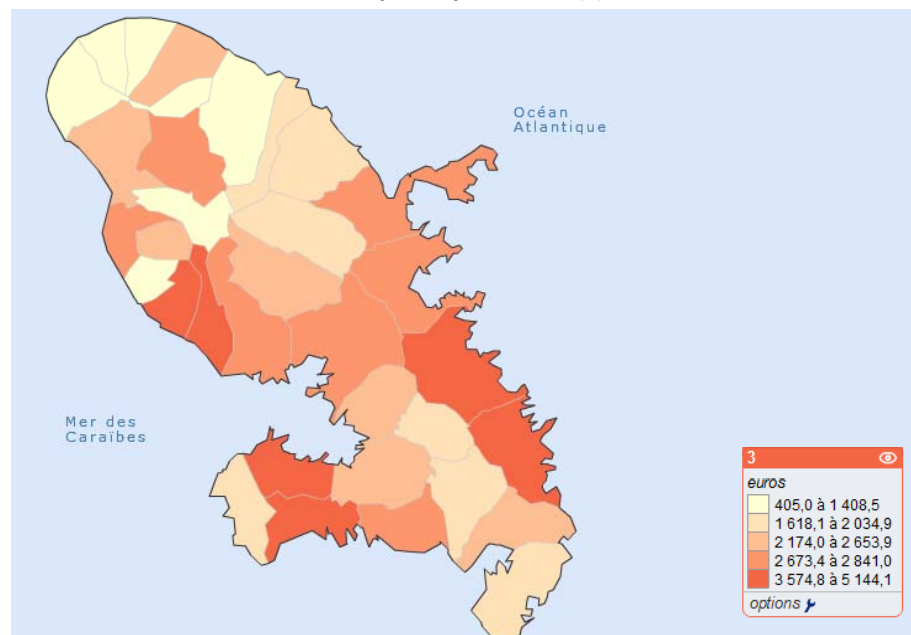 Océan
Atlantique
Mer des
Caraïbes
3
euros
405,0 à 1 408,5
1 618,1 à 2 034,9
2 174,0 à 2 653,9
2 673,4 à 2 841,0
3 574,8 à 5 144,1
options